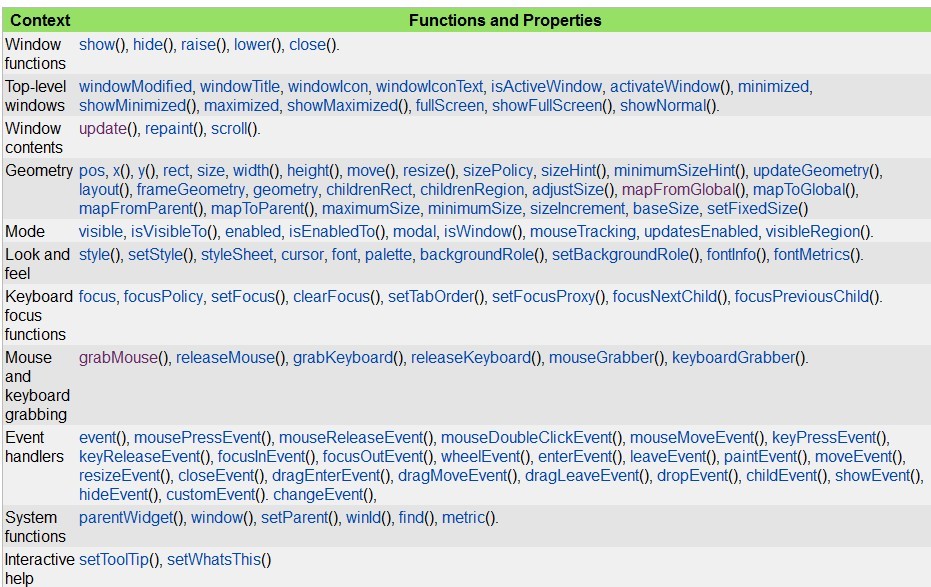 Context Functions and Properties
Window functions show(), hide(), raise(), lower(), close().
Top-level windows windowModified, windowTitle, windowIcon, windowIconText, isActiveWindow, activateWindow(), minimized,
showMinimized(), maximized, showMaximized(), fullScreen, showFullScreen(), showNormal().
Window contents update(), repaint(), scroll().
Geometry pos, x(), y(), rect, size, width(), height(), move(), resize(), sizePolicy, sizeHint(), minimumSizeHint(), updateGeometry(),
layout(), frameGeometry, geometry, childrenRect, childrenRegion, adjustSize(), mapFromGlobal(), mapToGlobal(),
mapFromParent(), mapToParent(), maximumSize, minimumSize, sizeIncrement, baseSize, setFixedSize()
Mode visible, isVisibleTo(), enabled, isEnabledTo(), modal, isWindow(), mouseTracking, updatesEnabled, visibleRegion().
Look and feel style(), setStyle(), styleSheet, cursor, font, palette, backgroundRole(), setBackgroundRole(), fontInfo(), fontMetrics().
Keyboard focus functions focus, focusPolicy, setFocus(), clearFocus(), setTabOrder(), setFocusProxy(), focusNextChild(), focusPreviousChild().
Mouse and keyboard grabbing grabMouse(), releaseMouse(), grabKeyboard(), releaseKeyboard(), mouseGrabber(), keyboardGrabber().
Event handlers event(), mousePressEvent(), mouseReleaseEvent(), mouseDoubleClickEvent(), mouseMoveEvent(), keyPressEvent(),
keyReleaseEvent(), focusInEvent(), focusOutEvent(), wheelEvent(), enterEvent(), leaveEvent(), paintEvent(), moveEvent(),
resizeEvent(), closeEvent(), dragEnterEvent(), dragMoveEvent(), dragLeaveEvent(), dropEvent(), childEvent(), showEvent(),
hideEvent(), customEvent(). changeEvent(),
System functions parentWidget(), window(), setParent(), winId(), find(), metric().
Interactive help setToolTip(), setWhatsThis()